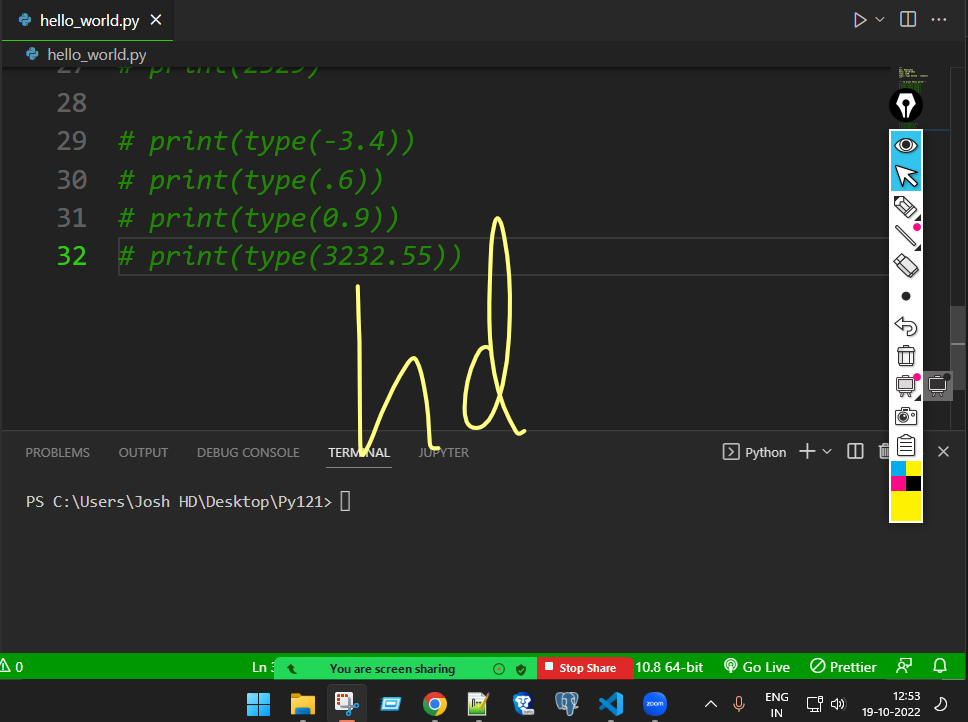 hello_world.py
hello_world.py
27 # print(2329)
28
29 # print(type(-3.4))
30 # print(type(.6))
31 # print(type(0.9))
32 # print(type(3232.55))
hd
PROBLEMS OUTPUT DEBUG CONSOLE TERMINAL JUPYTER Python
PS C:\Users\Josh HD\Desktop\Py121>
0 Ln You are screen sharing Stop Share 10.8 64-bit Go Live Prettier
zoom ENG 12:53
IN 19-10-2022